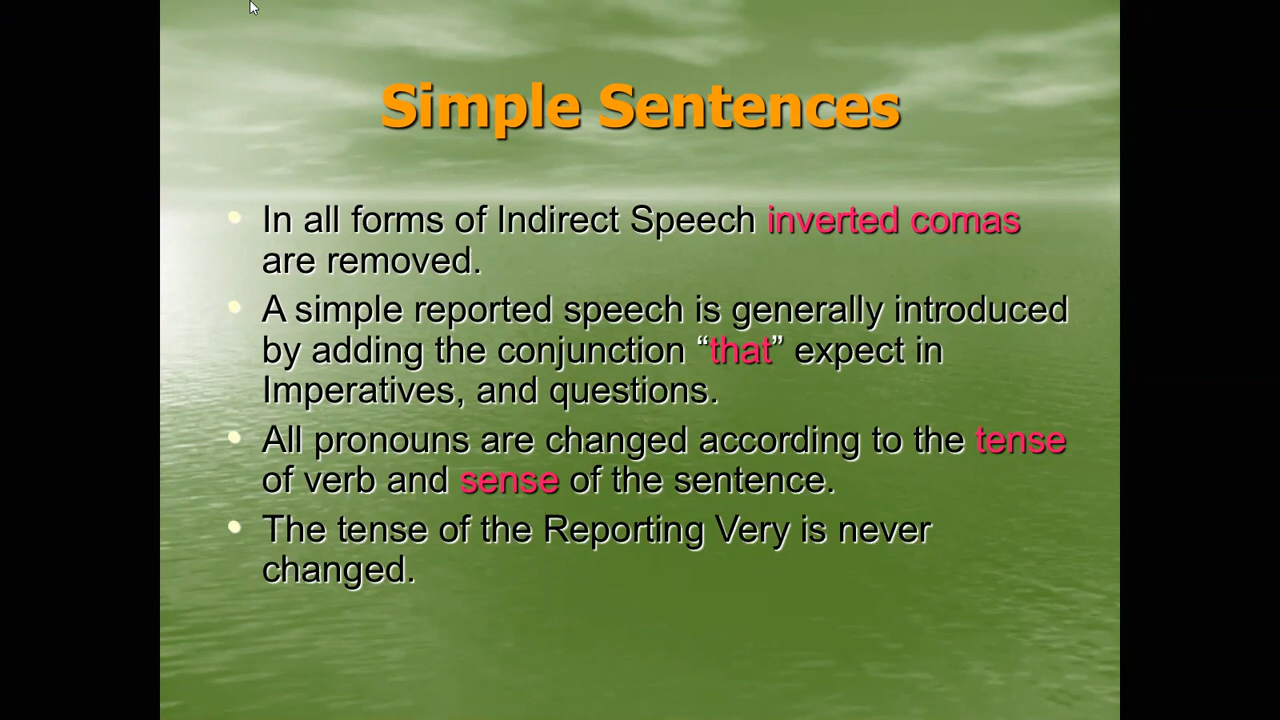 Simple Sentences
• In all forms of Indirect Speech inverted comas
are removed.
• A simple reported speech is generally introduced
by adding the conjunction “that” expect in
Imperatives, and questions.
• All pronouns are changed according to the tense
of verb and sense of the sentence.
• The tense of the Reporting Very is never
changed.